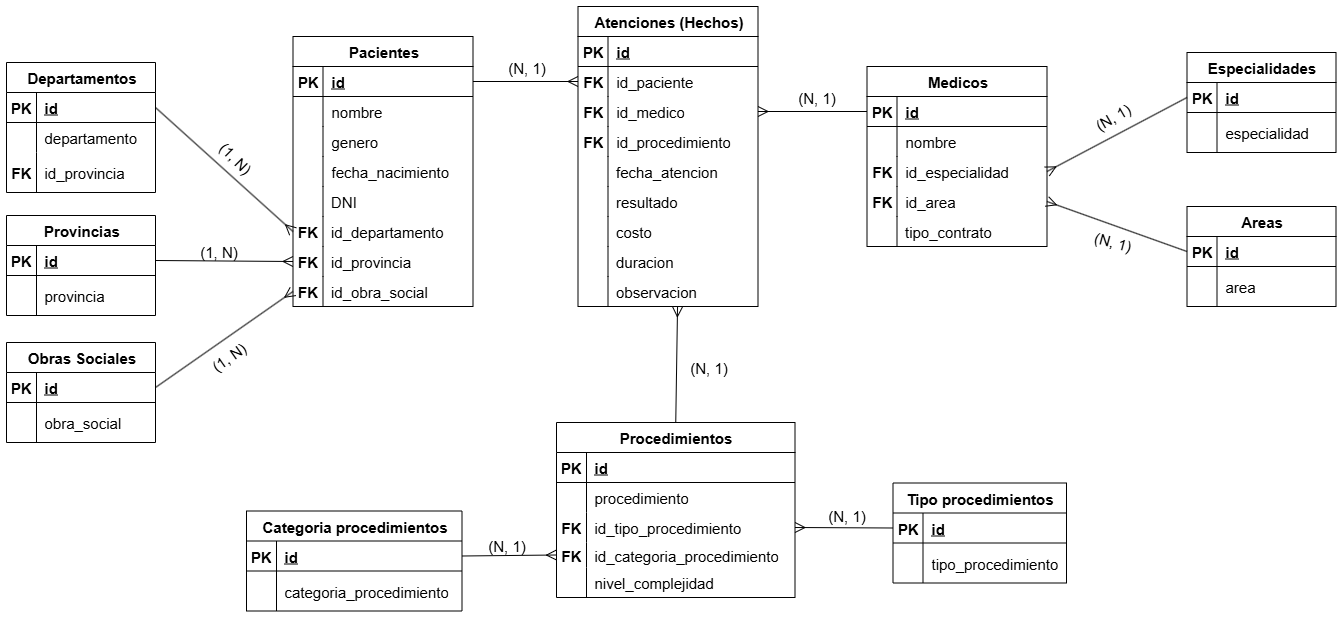 Departamentos
PK id
departamento
FK id_provincia
Provincias
PK id
provincia
Obras Sociales
PK id
obra_social
(1, N)
(1, N)
(1, N)
Pacientes
PK id
nombre
genero
fecha_nacimiento
DNI
FK id_departamento
FK id_provincia
FK id_obra_social
(N, 1)
Atenciones (Hechos)
PK id
FK id_paciente
FK id_medico
FK id_procedimiento
fecha_atencion
resultado
costo
duracion
observacion
(N, 1)
Medicos
PK id
nombre
FK id_especialidad
FK id_area
tipo_contrato
(N, 1)
(N, 1)
Especialidades
PK id
especialidad
Areas
PK id
area
(N, 1)
Procedimientos
PK id
procedimiento
FK id_tipo_procedimiento
FK id_categoria_procedimiento
nivel_complejidad
(N, 1)
Categoria procedimientos
PK id
categoria_procedimiento
(N, 1)
Tipo procedimientos
PK id
tipo_procedimiento